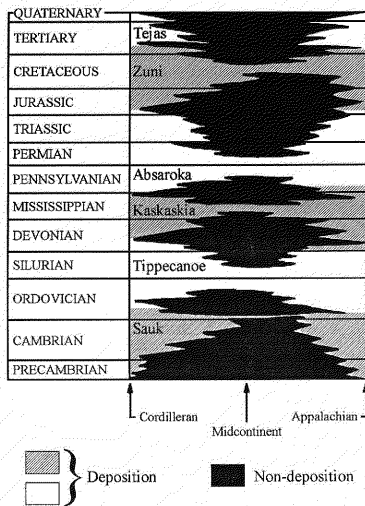 QUATERNARY
TERTIARY
Tejas
CRETACEOUS
Zuni
JURASSIC
TRIASSIC
PERMIAN
PENNSYLVANIAN
Absaroka
MISSISSIPPIAN
Kaskaskia
DEVONIAN
SILURIAN
Tippecanoe
ORDOVICIAN
Sauk
CAMBRIAN
PRECAMBRIAN
Cordilleran
Appalachian
Midcontinent
Deposition
Non-deposition